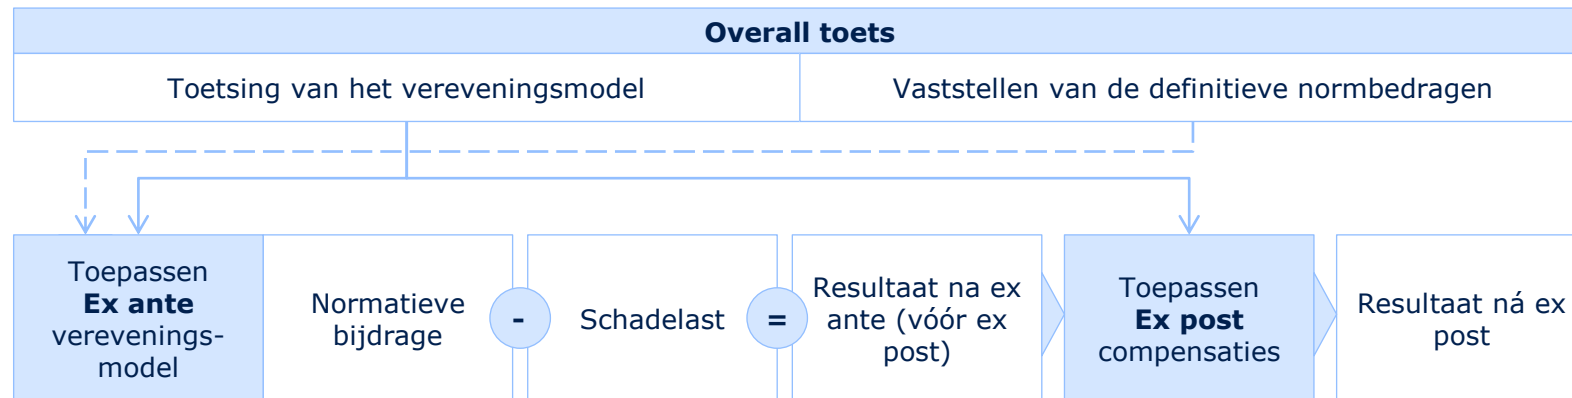 Overall toets
Toetsing van het vereveningsmodel
Vaststellen van de definitieve normbedragen
Toepassen
Ex ante
verevenings-
model
Normatieve
bijdrage
-
Schadelast
=
Resultaat na ex
ante (vóór ex
post)
Toepassen
Ex post
compensaties
Resultaat ná ex
post